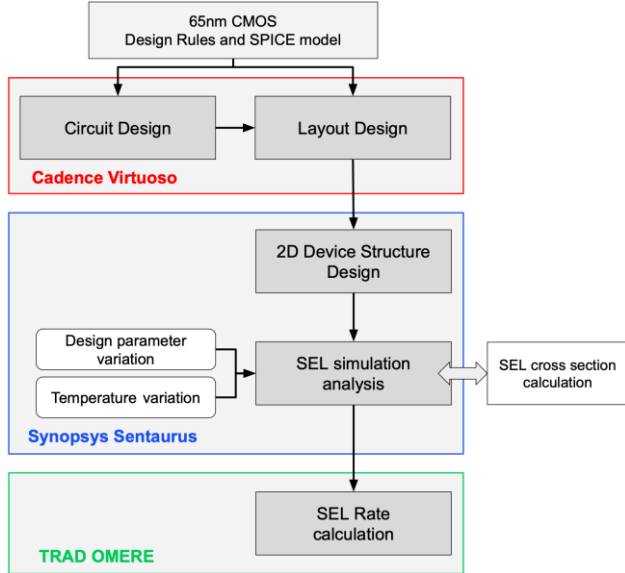 65nm CMOS
Design Rules and SPICE model
Circuit Design
Layout Design
Cadence Virtuoso
2D Device Structure
Design
Design parameter
variation
Temperature variation
SEL simulation
analysis
SEL cross section
calculation
Synopsys Sentaurus
SEL Rate
calculation
TRAD OMERE